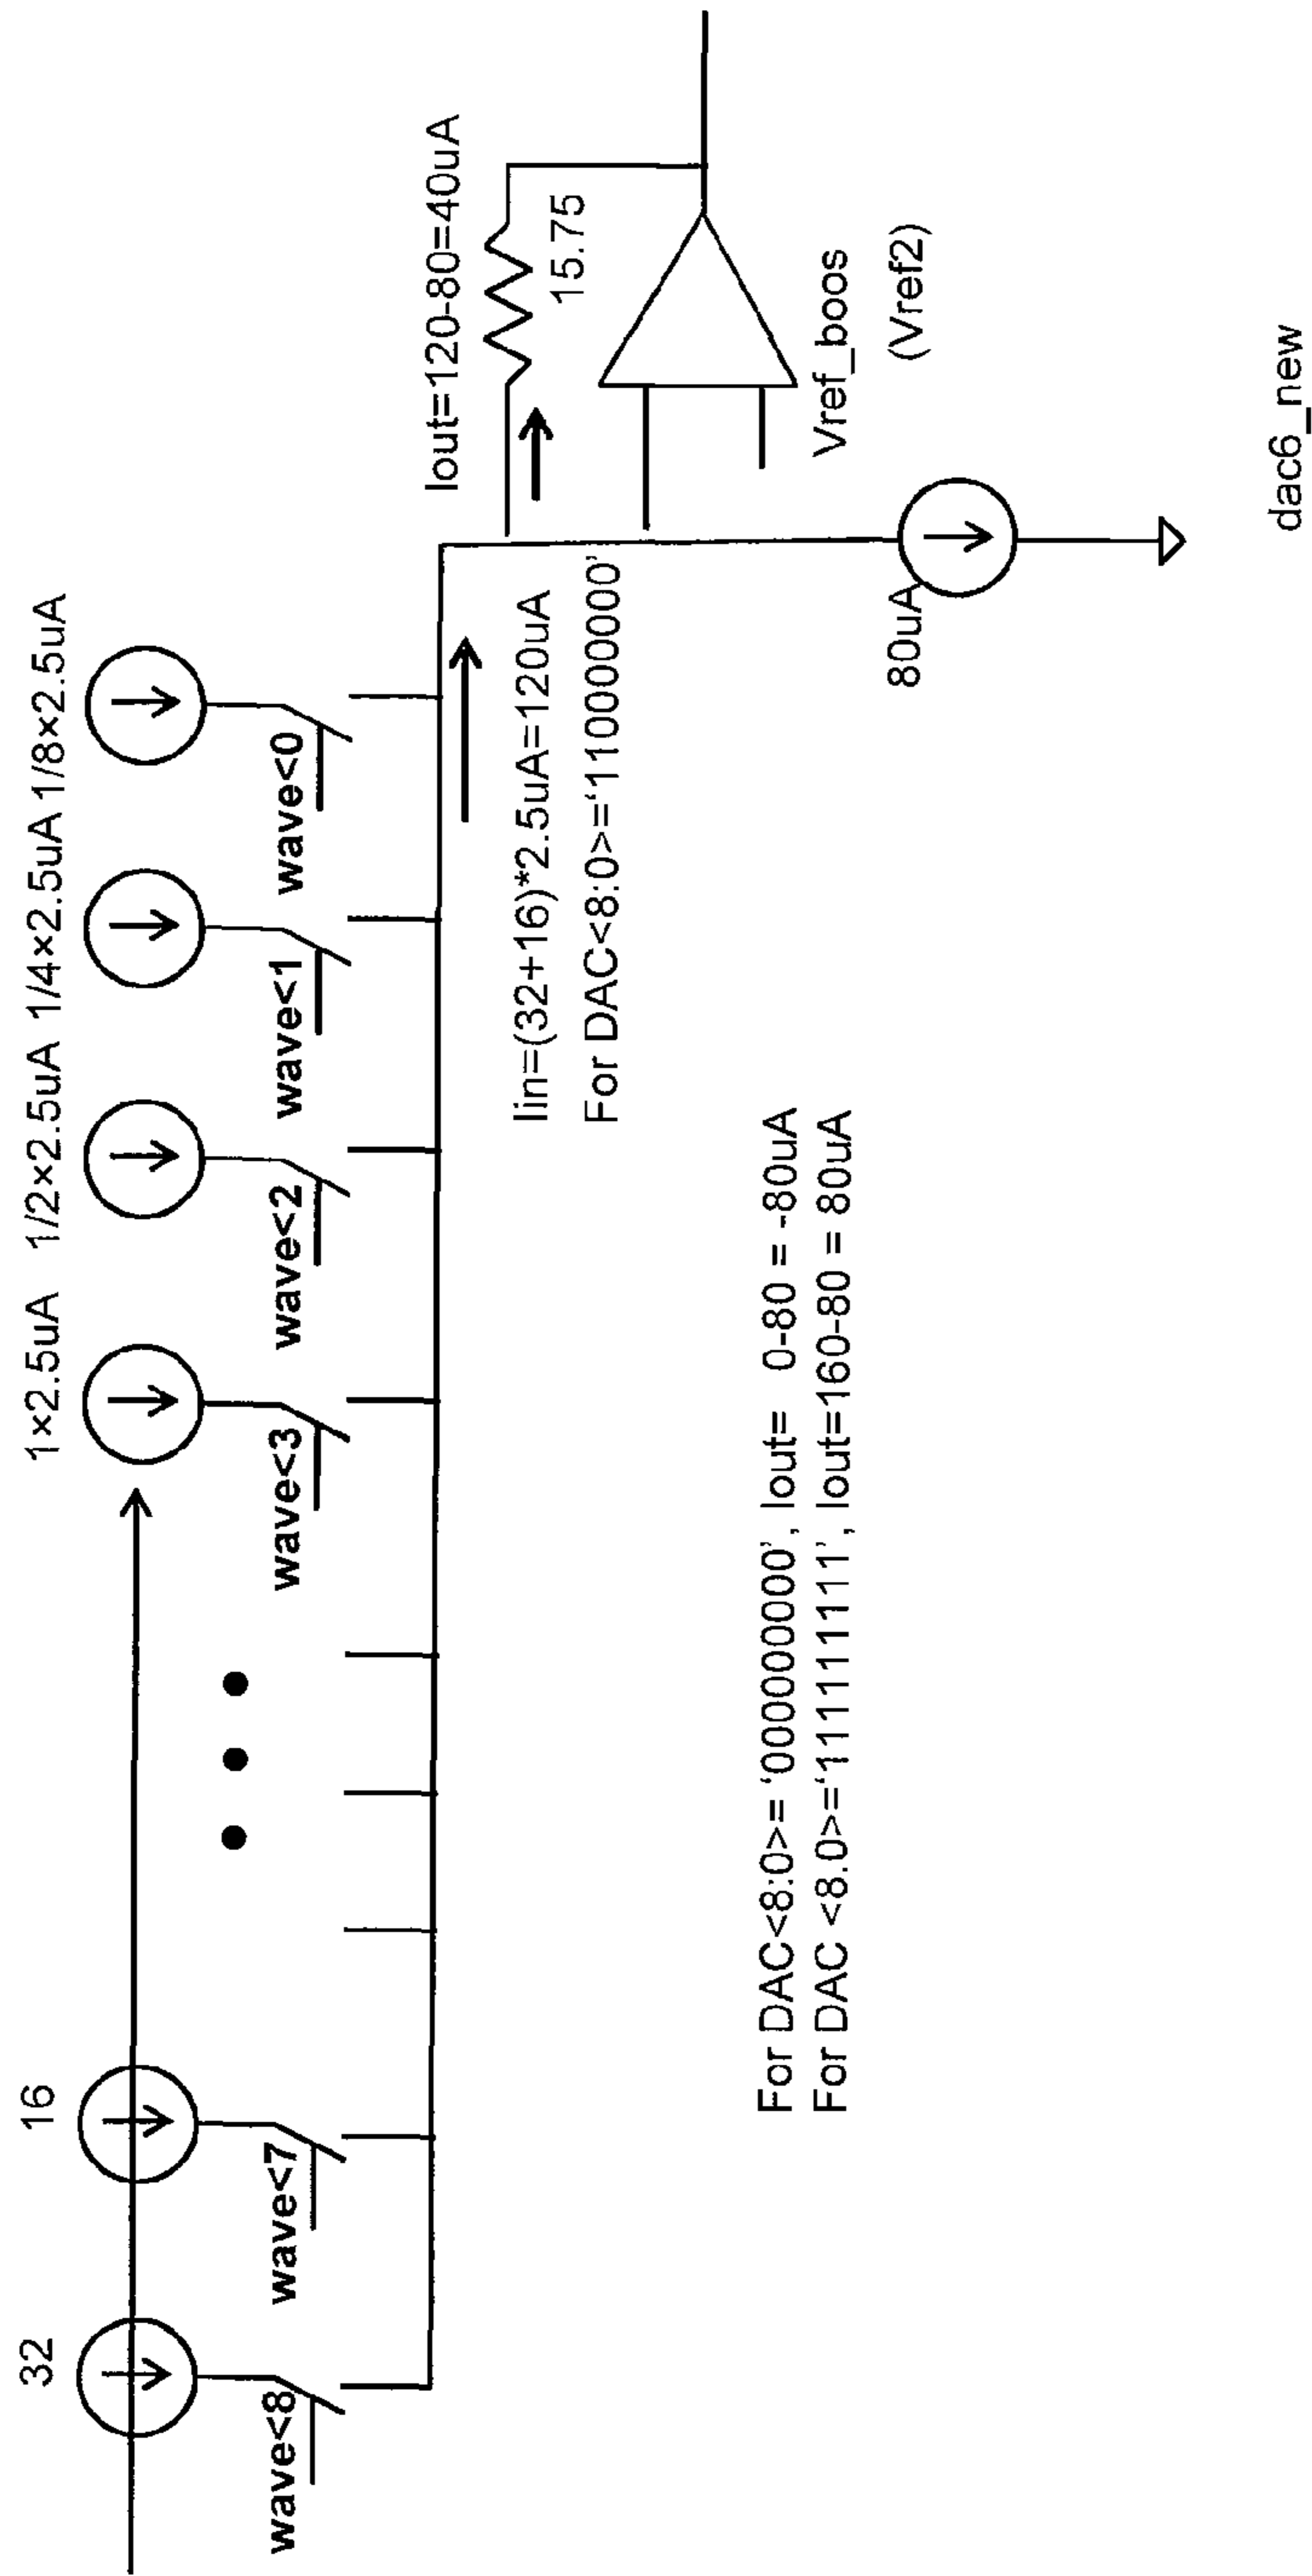 32
16
1×2.5uA
1/2×2.5uA
1/4×2.5uA
1/8×2.5uA
wave<8
wave<7
wave<3
wave<2
wave<1
wave<0
Iout=120-80=40uA
15.75
Iin=(32+16)*2.5uA=120uA
For DAC<8:0>='110000000'
Vref_boos
(Vref2)
80uA
For DAC<8:0>= '000000000', Iout= 0-80 = -80uA
For DAC <8.0>='111111111', Iout=160-80 = 80uA
dac6_new